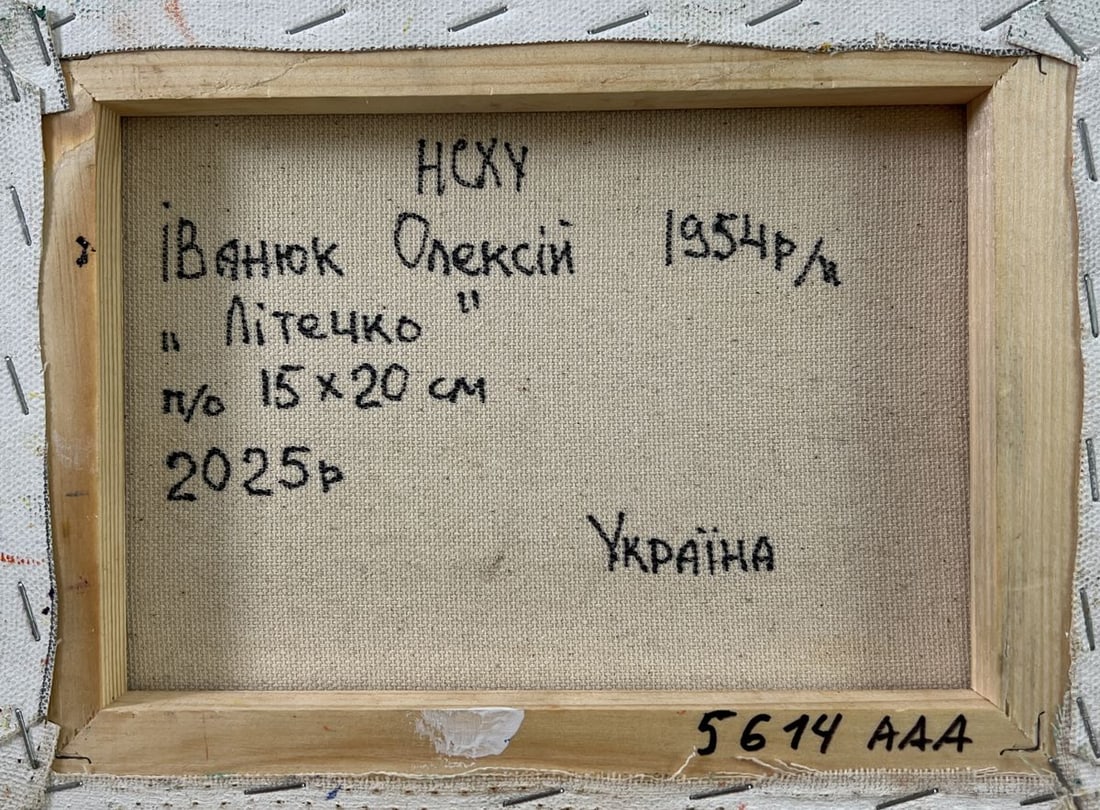 НСХУ
Іванюк Олексій 1954р/н
„Літечко"
п/о 15×20 см
2025р
Україна
5614 ААА